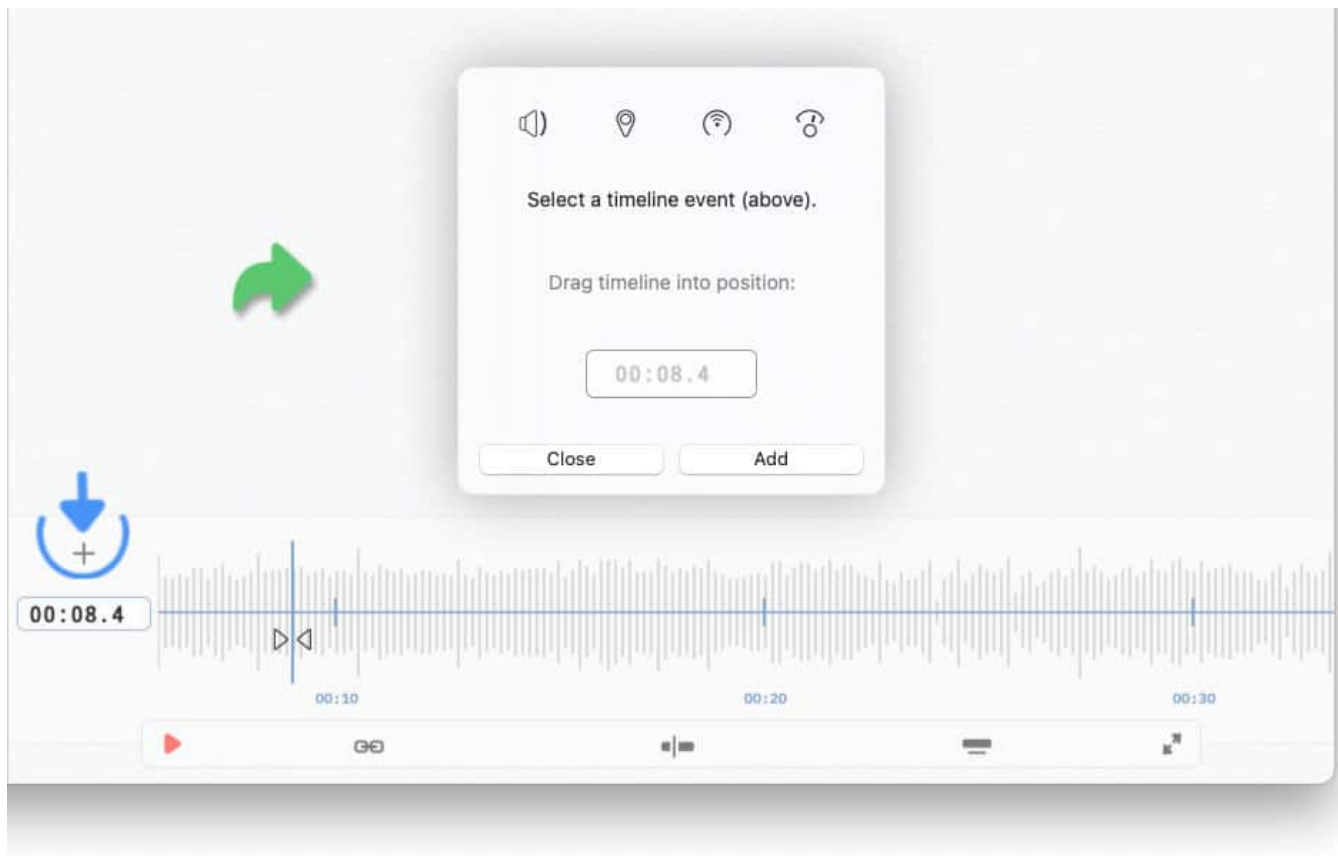 Select a timeline event (above).
Drag timeline into position:
00:08.4
Close
Add
00:08.4
00:10
00:20
00:30